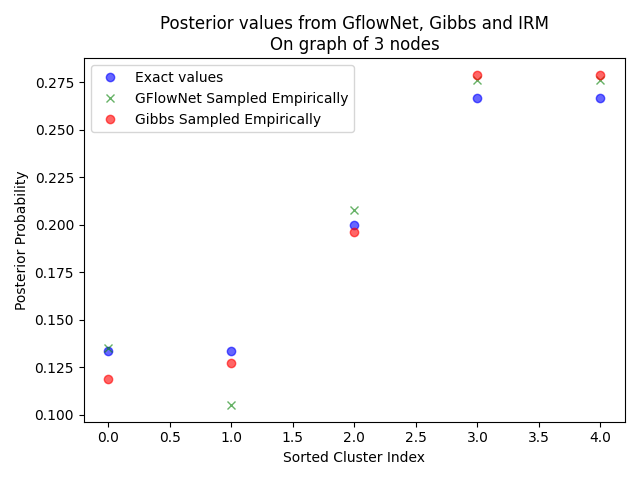 Posterior values from GflowNet, Gibbs and IRM
On graph of 3 nodes
Exact values
GFlowNet Sampled Empirically
Gibbs Sampled Empirically
Posterior Probability
0.275
0.250
0.225
0.200
0.175
0.150
0.125
0.100
0.0 0.5 1.0 1.5 2.0 2.5 3.0 3.5 4.0
Sorted Cluster Index